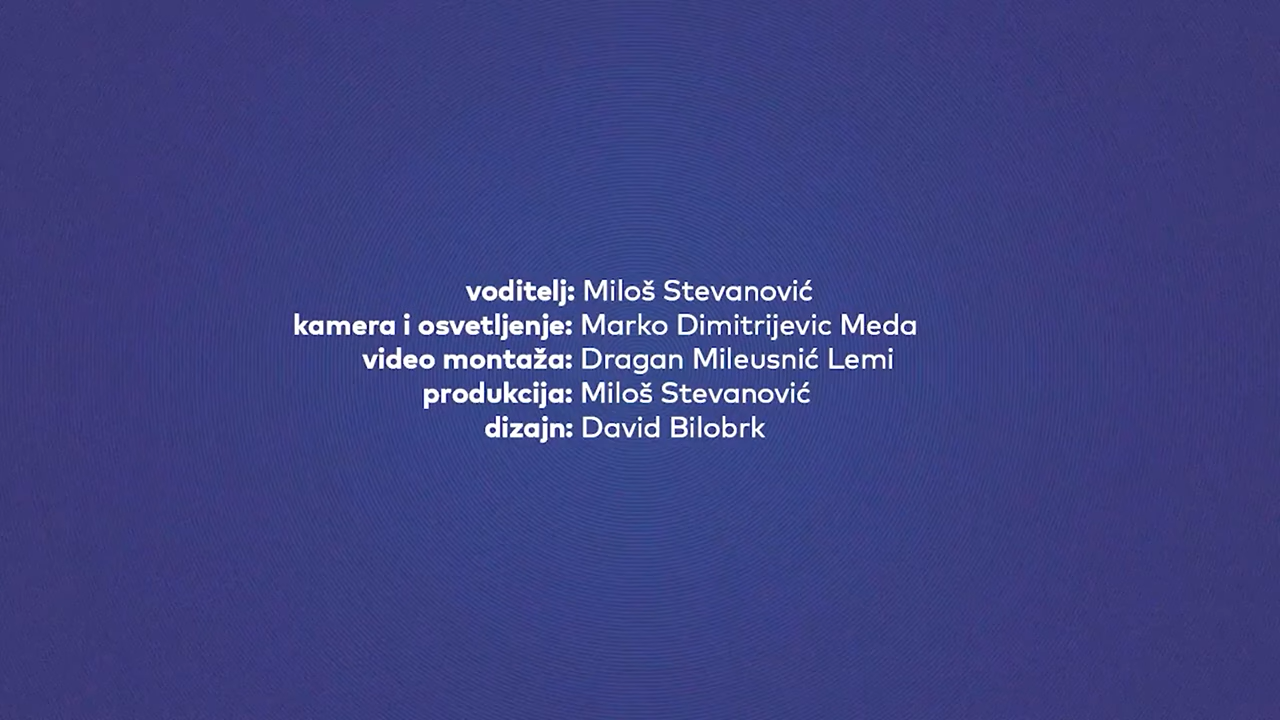 voditelj: Miloš Stevanović
kamera i osvetljenje: Marko Dimitrijevic Meda
video montaža: Dragan Mileusnić Lemi
produkcija: Miloš Stevanović
dizajn: David Bilobrk